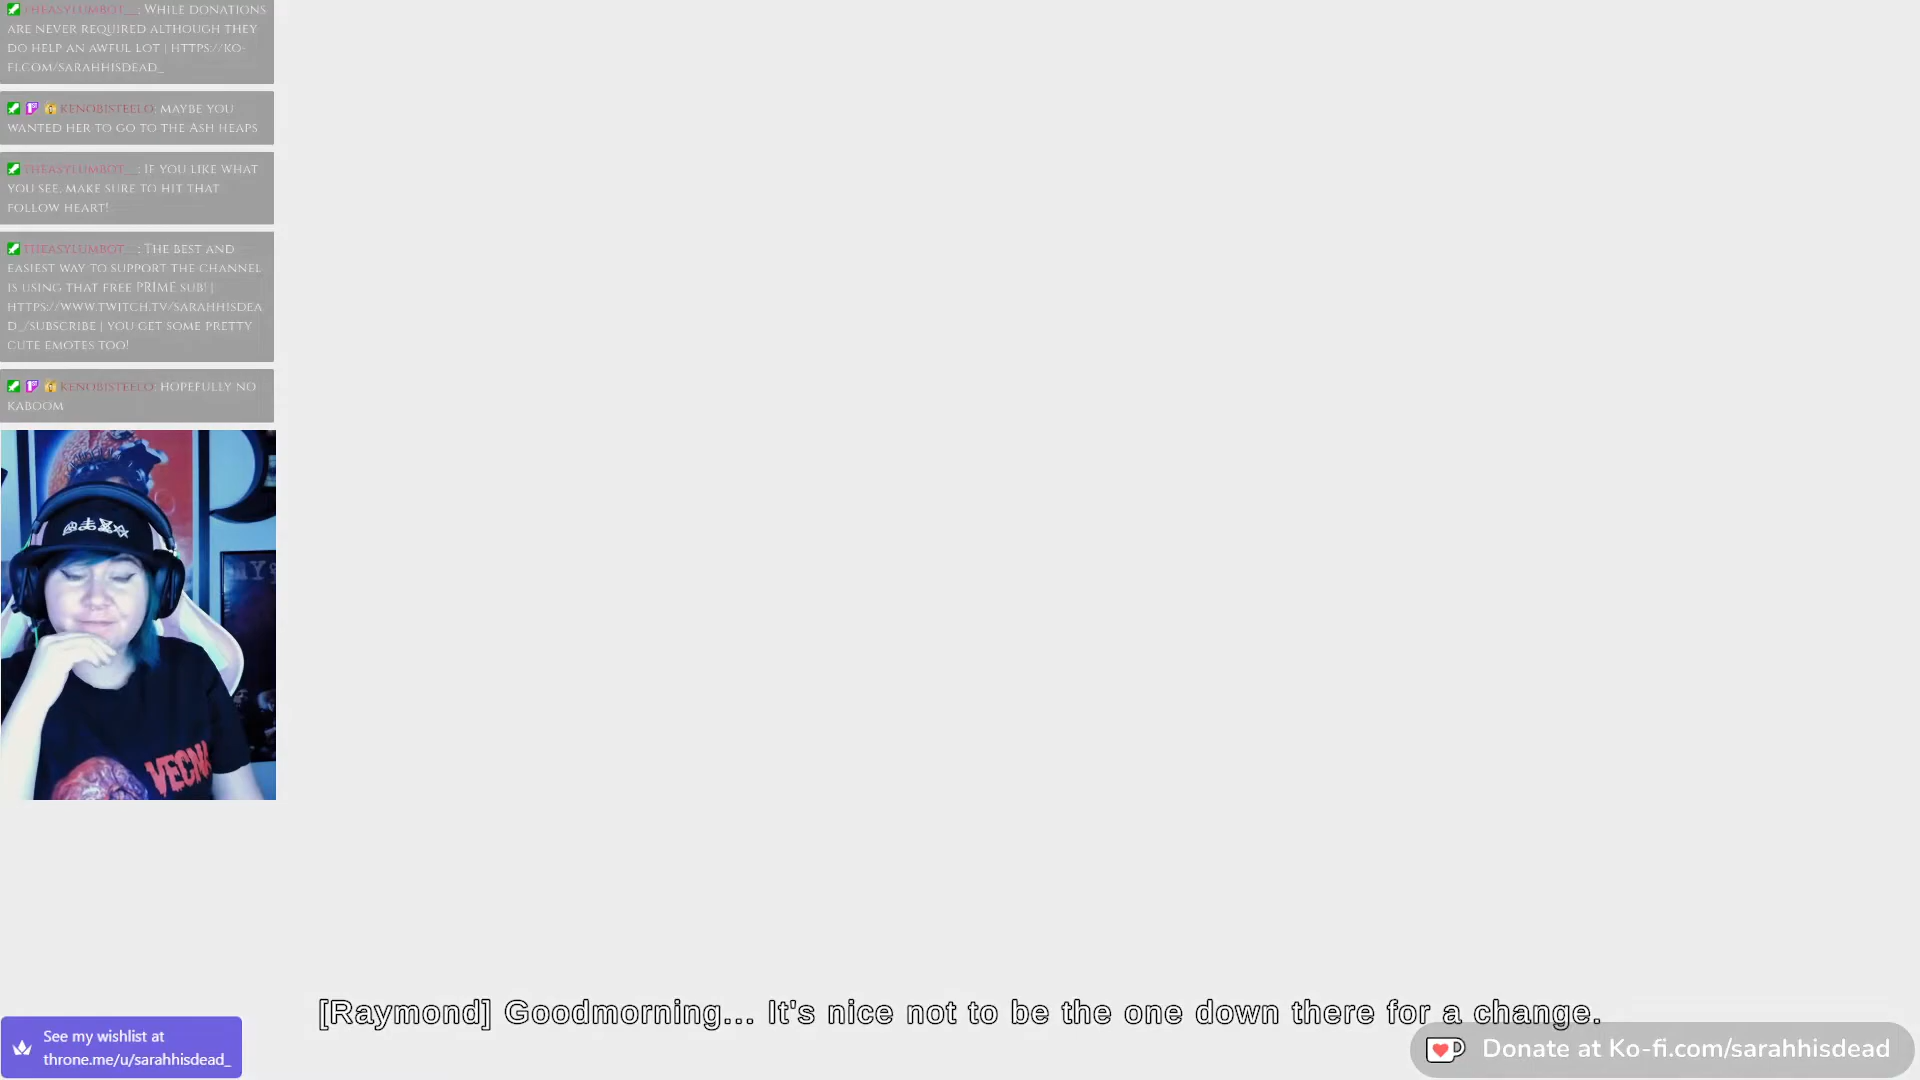 THEASYLUMBOT__: WHILE DONATIONS
ARE NEVER REQUIRED ALTHOUGH THEY
DO HELP AN AWFUL LOT | HTTPS://KO-
FI.COM/SARAHHISDEAD_
KENOBISTEELO: MAYBE YOU
WANTED HER TO GO TO THE ASH HEAPS
THEASYLUMBOT__: IF YOU LIKE WHAT
YOU SEE, MAKE SURE TO HIT THAT
FOLLOW HEART!
THEASYLUMBOT__: THE BEST AND
EASIEST WAY TO SUPPORT THE CHANNEL
IS USING THAT FREE PRIME SUB! |
HTTPS://WWW.TWITCH.TV/SARAHHISDEA
D_/SUBSCRIBE | YOU GET SOME PRETTY
CUTE EMOTES TOO!
KENOBISTEELO: HOPEFULLY NO
KABOOM
VECNA
[Raymond] Goodmorning... It's nice not to be the one down there for a change.
See my wishlist at
throne.me/u/sarahhisdead_
Donate at Ko-fi.com/sarahhisdead